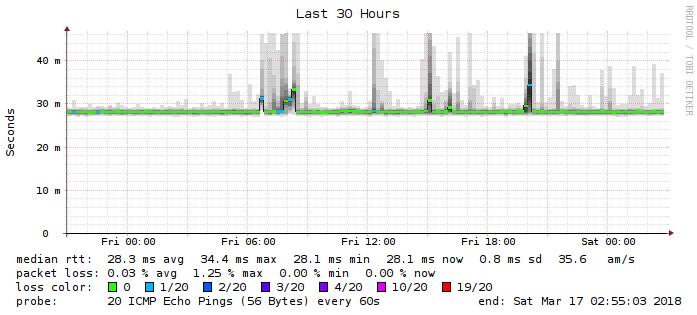 Last 30 Hours
RRDTOOL / TOBI OETIKER
Seconds
40 m
30 m
20 m
10 m
0
Fri 00:00 Fri 06:00 Fri 12:00 Fri 18:00 Sat 00:00
median rtt: 28.3 ms avg 34.4 ms max 28.1 ms min 28.1 ms now 0.8 ms sd 35.6 am/s
packet loss: 0.03 % avg 1.25 % max 0.00 % min 0.00 % now
loss color: 0 1/20 2/20 3/20 4/20 10/20 19/20
probe: 20 ICMP Echo Pings (56 Bytes) every 60s end: Sat Mar 17 02:55:03 2018